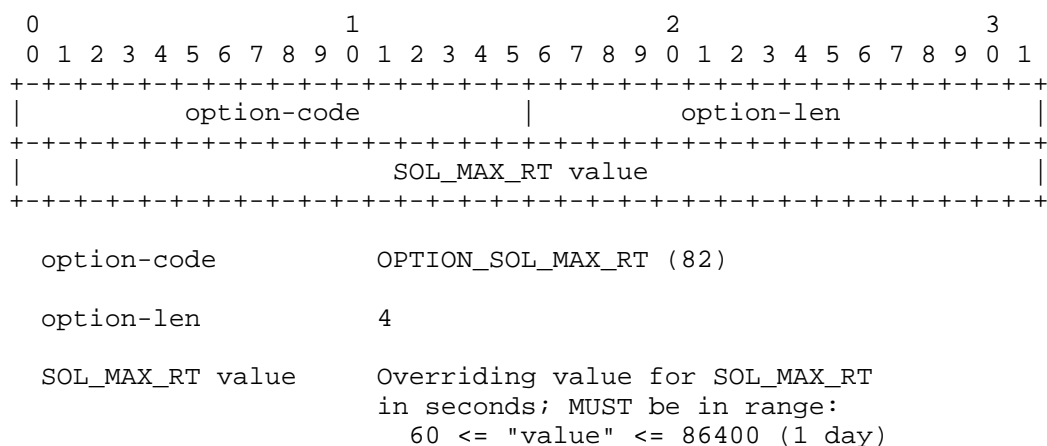 0                   1                   2                   3
 0 1 2 3 4 5 6 7 8 9 0 1 2 3 4 5 6 7 8 9 0 1 2 3 4 5 6 7 8 9 0 1
+-+-+-+-+-+-+-+-+-+-+-+-+-+-+-+-+-+-+-+-+-+-+-+-+-+-+-+-+-+-+-+-+
|          option-code          |         option-len            |
+-+-+-+-+-+-+-+-+-+-+-+-+-+-+-+-+-+-+-+-+-+-+-+-+-+-+-+-+-+-+-+-+
|                       SOL_MAX_RT value                        |
+-+-+-+-+-+-+-+-+-+-+-+-+-+-+-+-+-+-+-+-+-+-+-+-+-+-+-+-+-+-+-+-+

  option-code          OPTION_SOL_MAX_RT (82)

  option-len           4

  SOL_MAX_RT value     Overriding value for SOL_MAX_RT
                       in seconds; MUST be in range:
                         60 <= "value" <= 86400 (1 day)